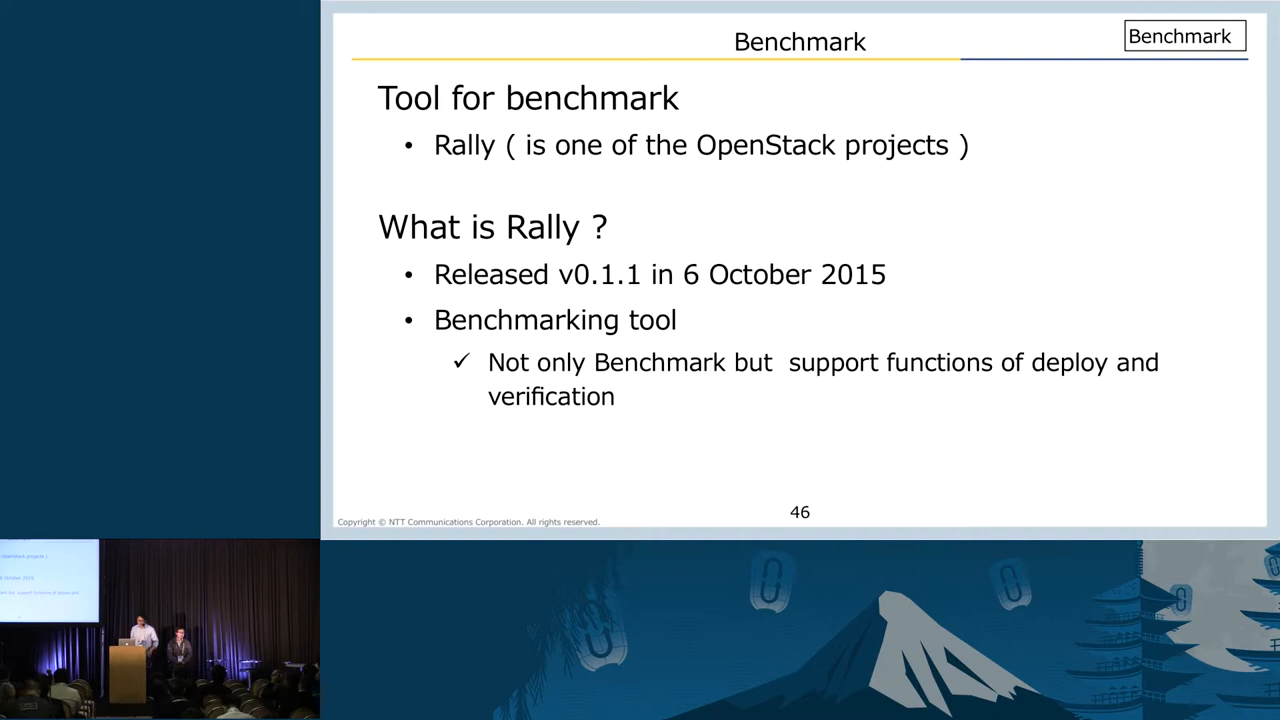 Benchmark
Benchmark
Tool for benchmark
• Rally ( is one of the OpenStack projects )
What is Rally ?
• Released v0.1.1 in 6 October 2015
• Benchmarking tool
✓ Not only Benchmark but support functions of deploy and
verification
46
Copyright © NTT Communications Corporation. All rights reserved.